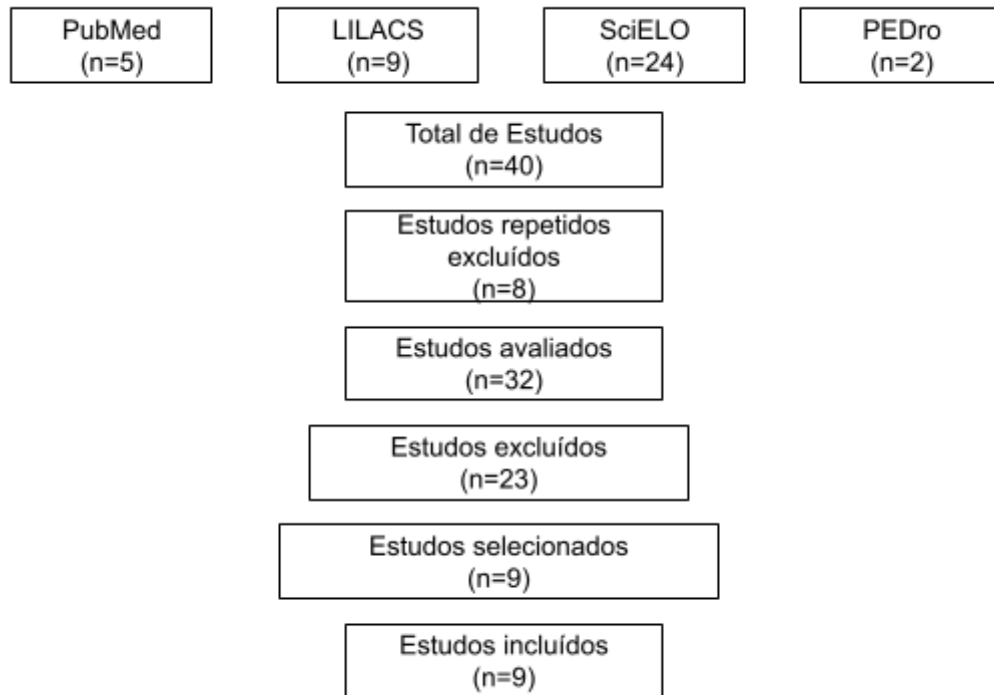 PubMed
(n=5)
LILACS
(n=9)
SciELO
(n=24)
PEDro
(n=2)
Total de Estudos
(n=40)
Estudos repetidos
excluídos
(n=8)
Estudos avaliados
(n=32)
Estudos excluídos
(n=23)
Estudos selecionados
(n=9)
Estudos incluídos
(n=9)